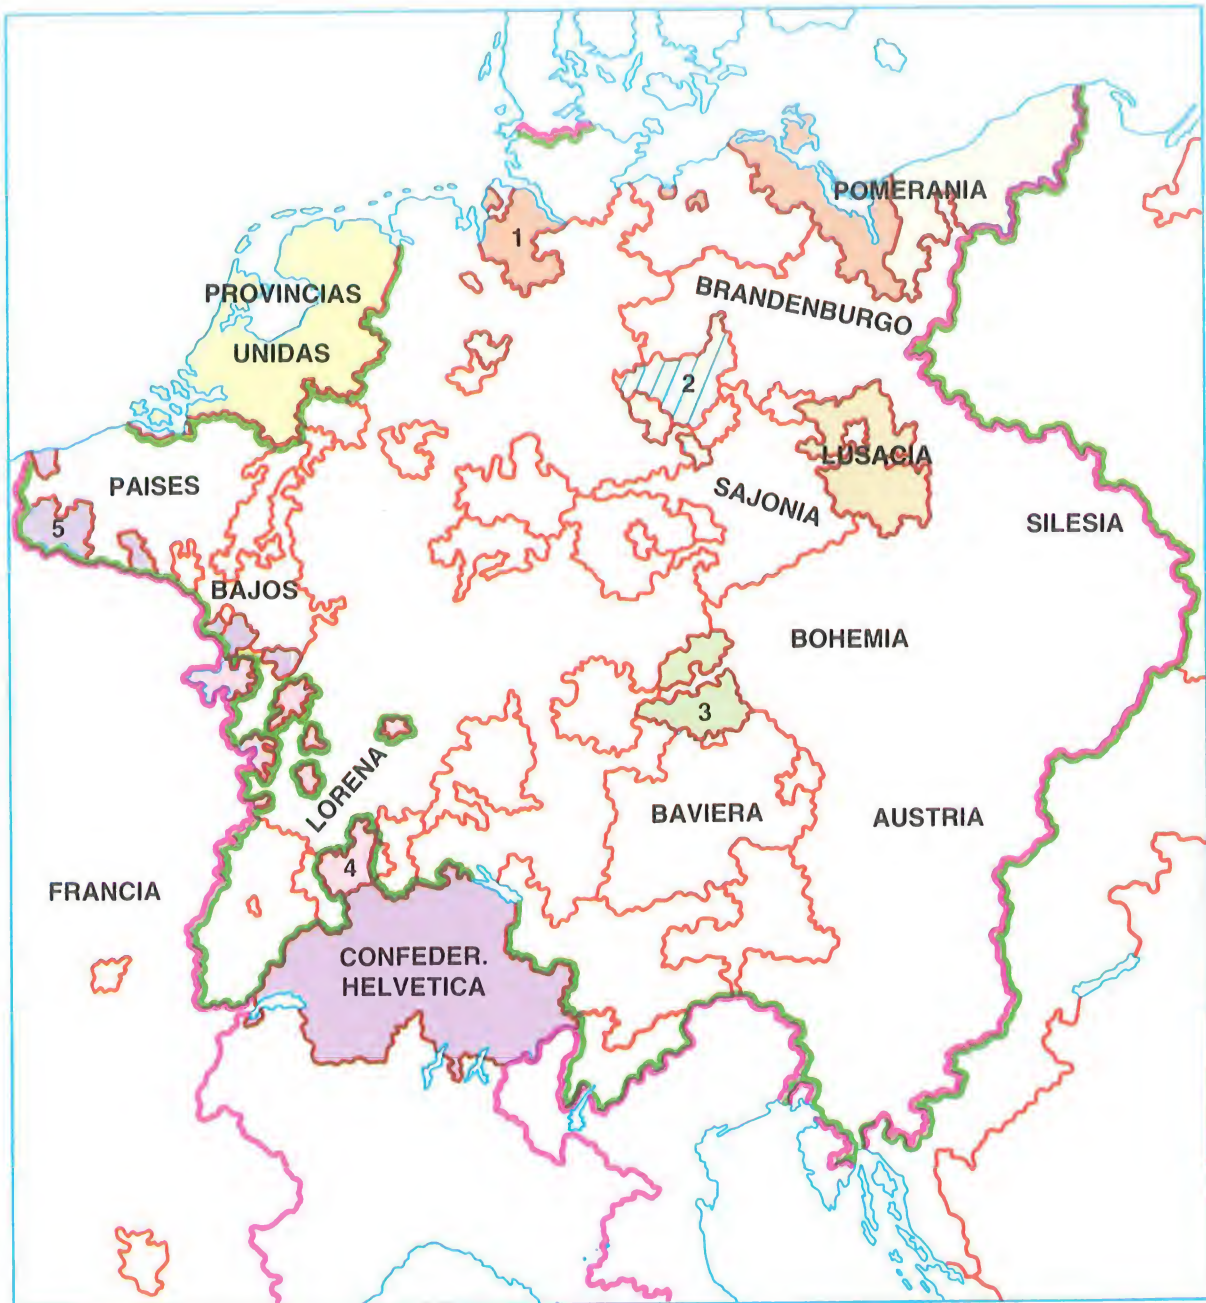 POMERANIA
1
PROVINCIAS
UNIDAS
BRANDENBURGO
2
LUSACIA
PAISES
BAJOS
5
SAJONIA
SILESIA
BOHEMIA
3
LORENA
BAVIERA
AUSTRIA
4
FRANCIA
CONFEDER.
HELVETICA